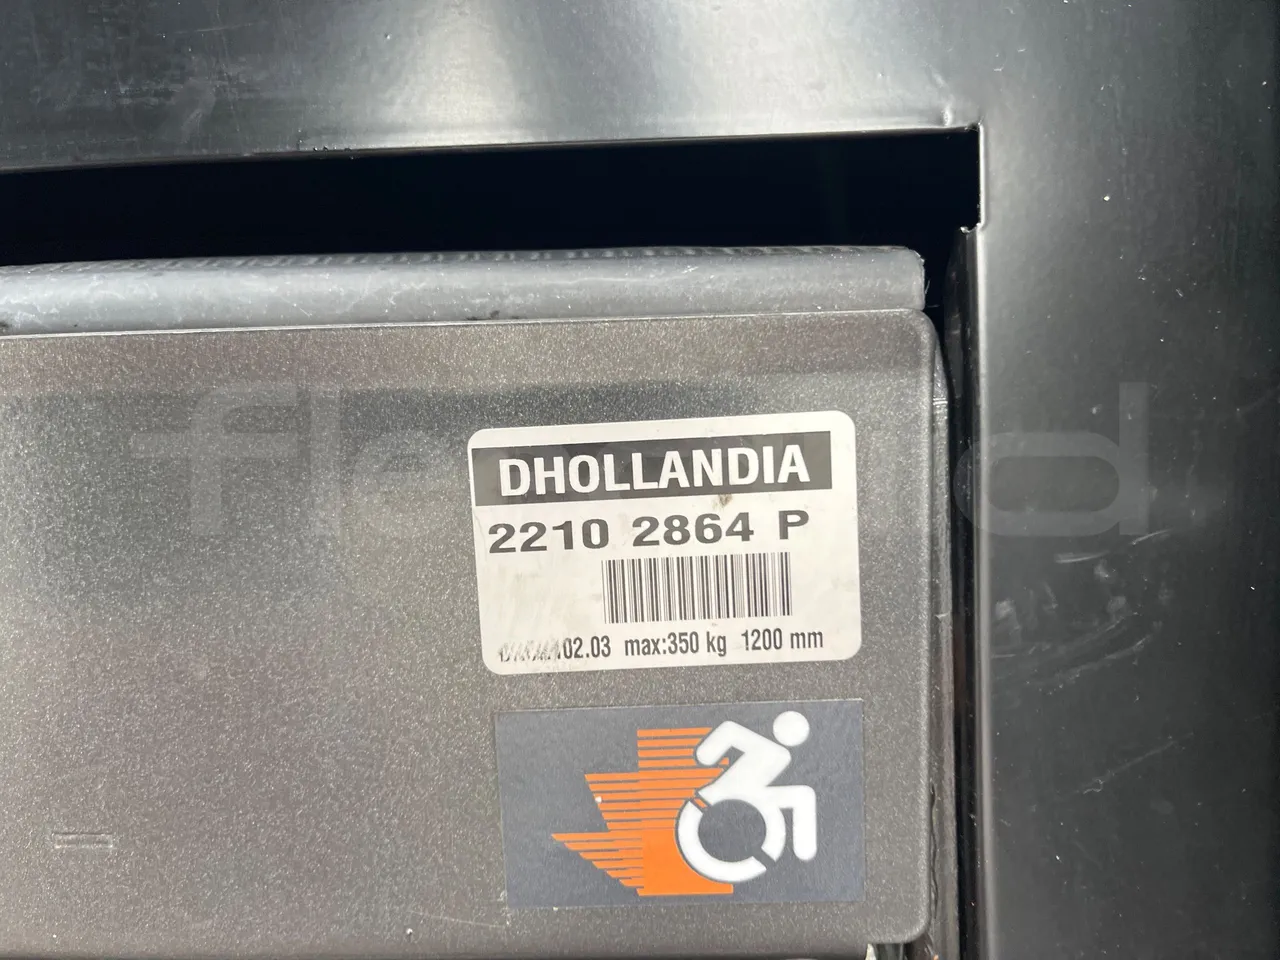 DHOLLANDIA
2210 2864 P
02.03 max:350 kg 1200 mm